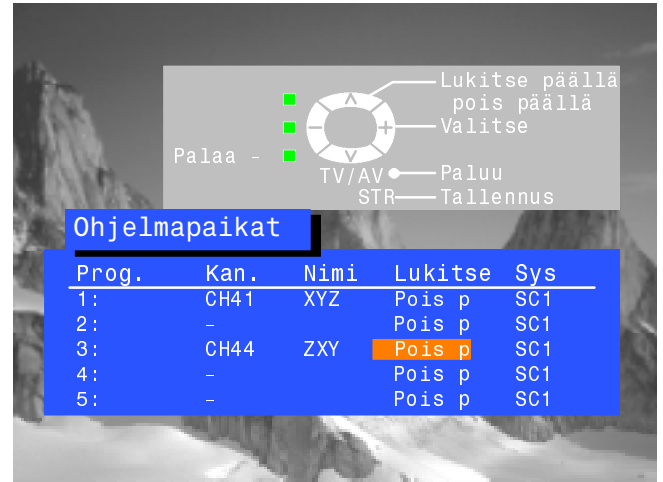 Lukitse päällä
pois päällä
Valitse
Palaa -
TV/AV Paluu
STR Tallennus
Ohjelmapaikat
Prog. Kan. Nimi Lukitse Sys
1: CH41 XYZ Pois p SC1
2: - Pois p SC1
3: CH44 ZXY Pois p SC1
4: - Pois p SC1
5: - Pois p SC1